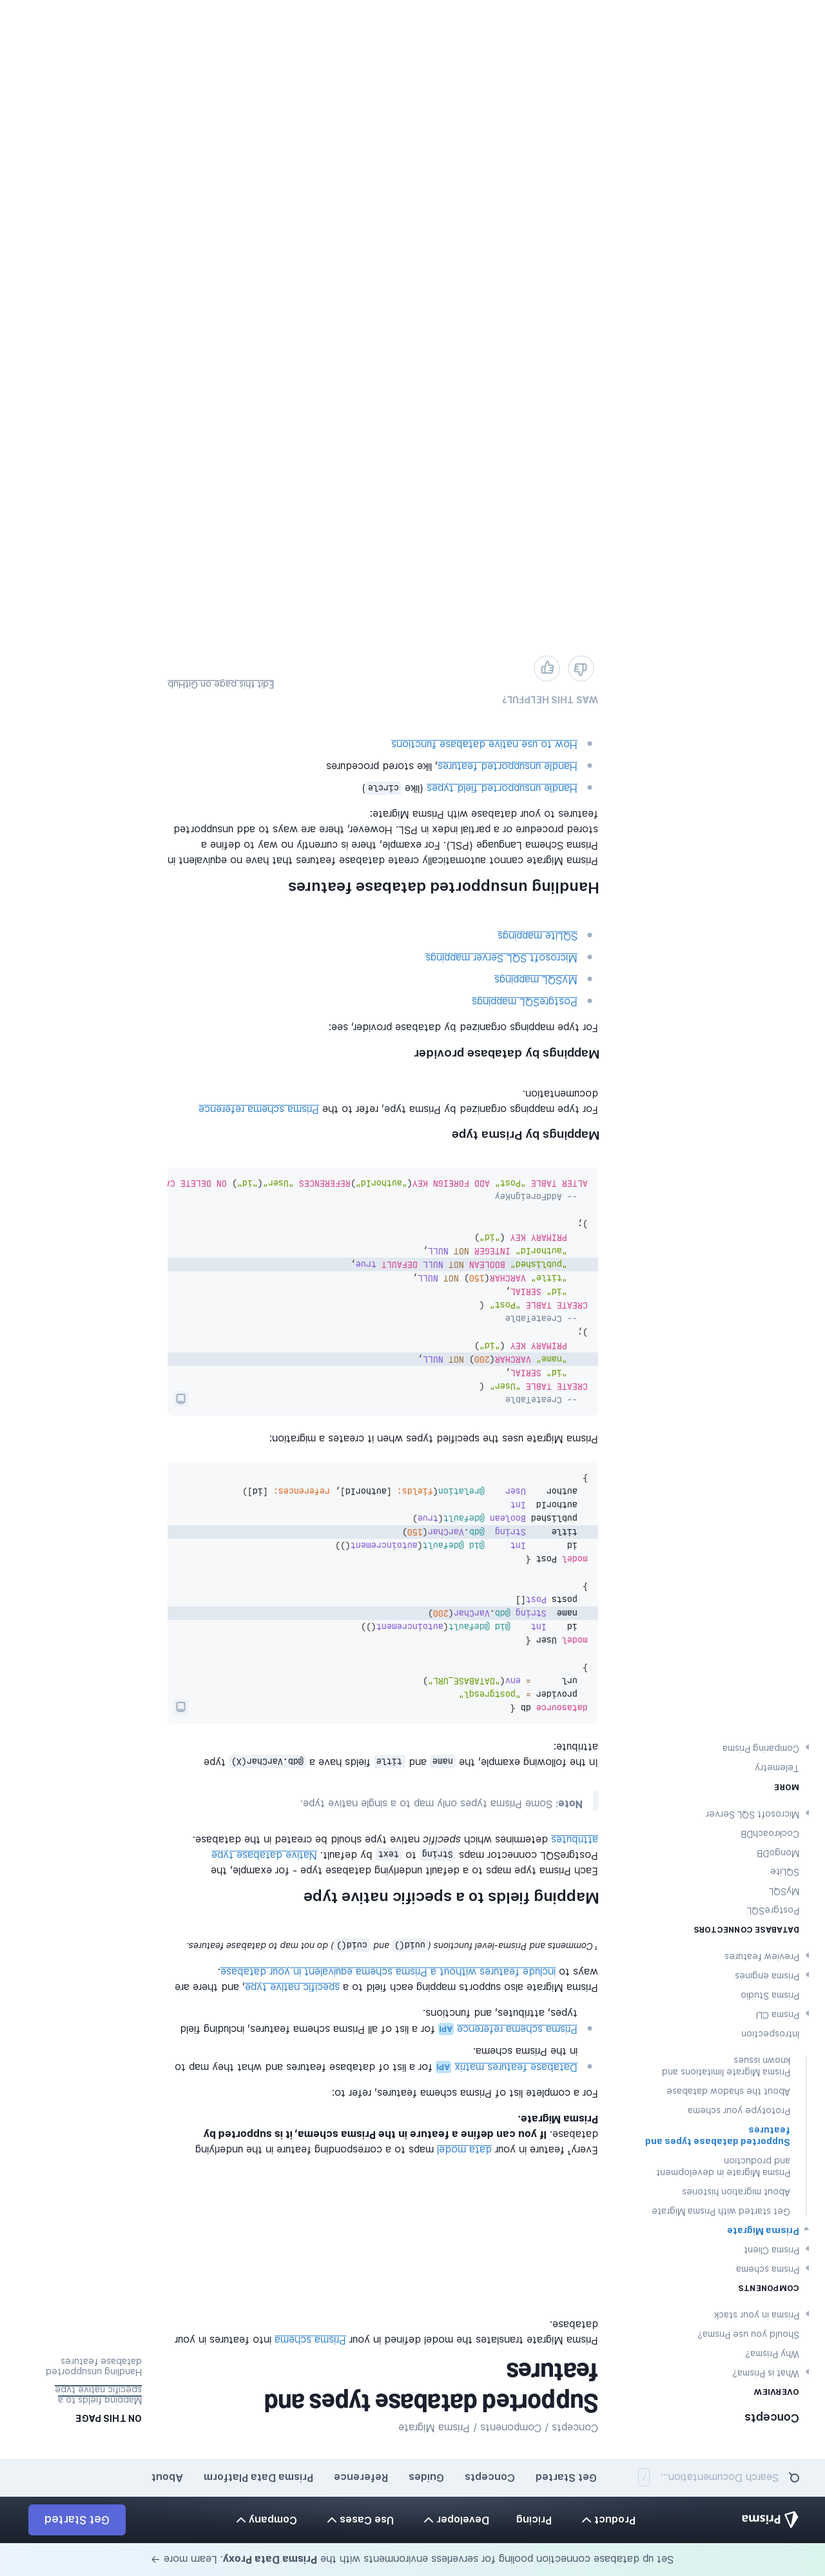 Set up database connection pooling for serverless environments with the Prisma Data Proxy. Learn more →
Prisma
Product
Pricing
Developer
Use Cases
Company
Get Started
Search Documentation...
/
Get Started
Concepts
Guides
Reference
Prisma Data Platform
About
Concepts
OVERVIEW
What is Prisma?
Why Prisma?
Should you use Prisma?
Prisma in your stack
COMPONENTS
Prisma schema
Prisma Client
Prisma Migrate
Get started with Prisma Migrate
About migration histories
Prisma Migrate in development
and production
Supported database types and
features
Prototype your schema
About the shadow database
Prisma Migrate limitations and
known issues
Introspection
Prisma CLI
Prisma Studio
Prisma engines
Preview features
DATABASE CONNECTORS
PostgreSQL
MySQL
SQLite
MongoDB
CockroachDB
Microsoft SQL Server
MORE
Telemetry
Comparing Prisma
Concepts / Components / Prisma Migrate
Supported database types and
features
Prisma Migrate translates the model defined in your Prisma schema into features in your
database.
Every¹ feature in your data model maps to a corresponding feature in the underlying
database. If you can define a feature in the Prisma schema, it is supported by
Prisma Migrate.
For a complete list of Prisma schema features, refer to:
Database features matrix API for a list of database features and what they map to
in the Prisma schema.
Prisma schema reference API for a list of all Prisma schema features, including field
types, attributes, and functions.
Prisma Migrate also supports mapping each field to a specific native type, and there are
ways to include features without a Prisma schema equivalent in your database.
¹ Comments and Prisma-level functions (uuid() and cuid()) do not map to database features.
Mapping fields to a specific native type
Each Prisma type maps to a default underlying database type - for example, the
PostgreSQL connector maps String to text by default. Native database type
attributes determines which specific native type should be created in the database.
Note: Some Prisma types only map to a single native type.
In the following example, the name and title fields have a @db.VarChar(X) type
attribute:
datasource db {
provider = "postgresql"
url      = env("DATABASE_URL")
}
model User {
id    Int    @id @default(autoincrement())
name  String @db.VarChar(200)
posts Post[]
}
model Post {
id        Int     @id @default(autoincrement())
title     String  @db.VarChar(150)
published Boolean @default(true)
authorId  Int
author    User    @relation(fields: [authorId], references: [id])
}
Prisma Migrate uses the specified types when it creates a migration:
-- CreateTable
CREATE TABLE "User" (
"id" SERIAL,
"name" VARCHAR(200) NOT NULL,
PRIMARY KEY ("id")
);
-- CreateTable
CREATE TABLE "Post" (
"id" SERIAL,
"title" VARCHAR(150) NOT NULL,
"published" BOOLEAN NOT NULL DEFAULT true,
"authorId" INTEGER NOT NULL,
PRIMARY KEY ("id")
);
-- AddForeignKey
ALTER TABLE "Post" ADD FOREIGN KEY("authorId")REFERENCES "User"("id") ON DELETE CA
Mappings by Prisma type
For type mappings organized by Prisma type, refer to the Prisma schema reference
documentation.
Mappings by database provider
For type mappings organized by database provider, see:
PostgreSQL mappings
MySQL mappings
Microsoft SQL Server mappings
SQLite mappings
Handling unsupported database features
Prisma Migrate cannot automatically create database features that have no equivalent in
Prisma Schema Language (PSL). For example, there is currently no way to define a
stored procedure or a partial index in PSL. However, there are ways to add unsupported
features to your database with Prisma Migrate:
Handle unsupported field types (like circle)
Handle unsupported features, like stored procedures
How to use native database functions
WAS THIS HELPFUL?
Edit this page on GitHub
ON THIS PAGE
Mapping fields to a
specific native type
Handling unsupported
database features